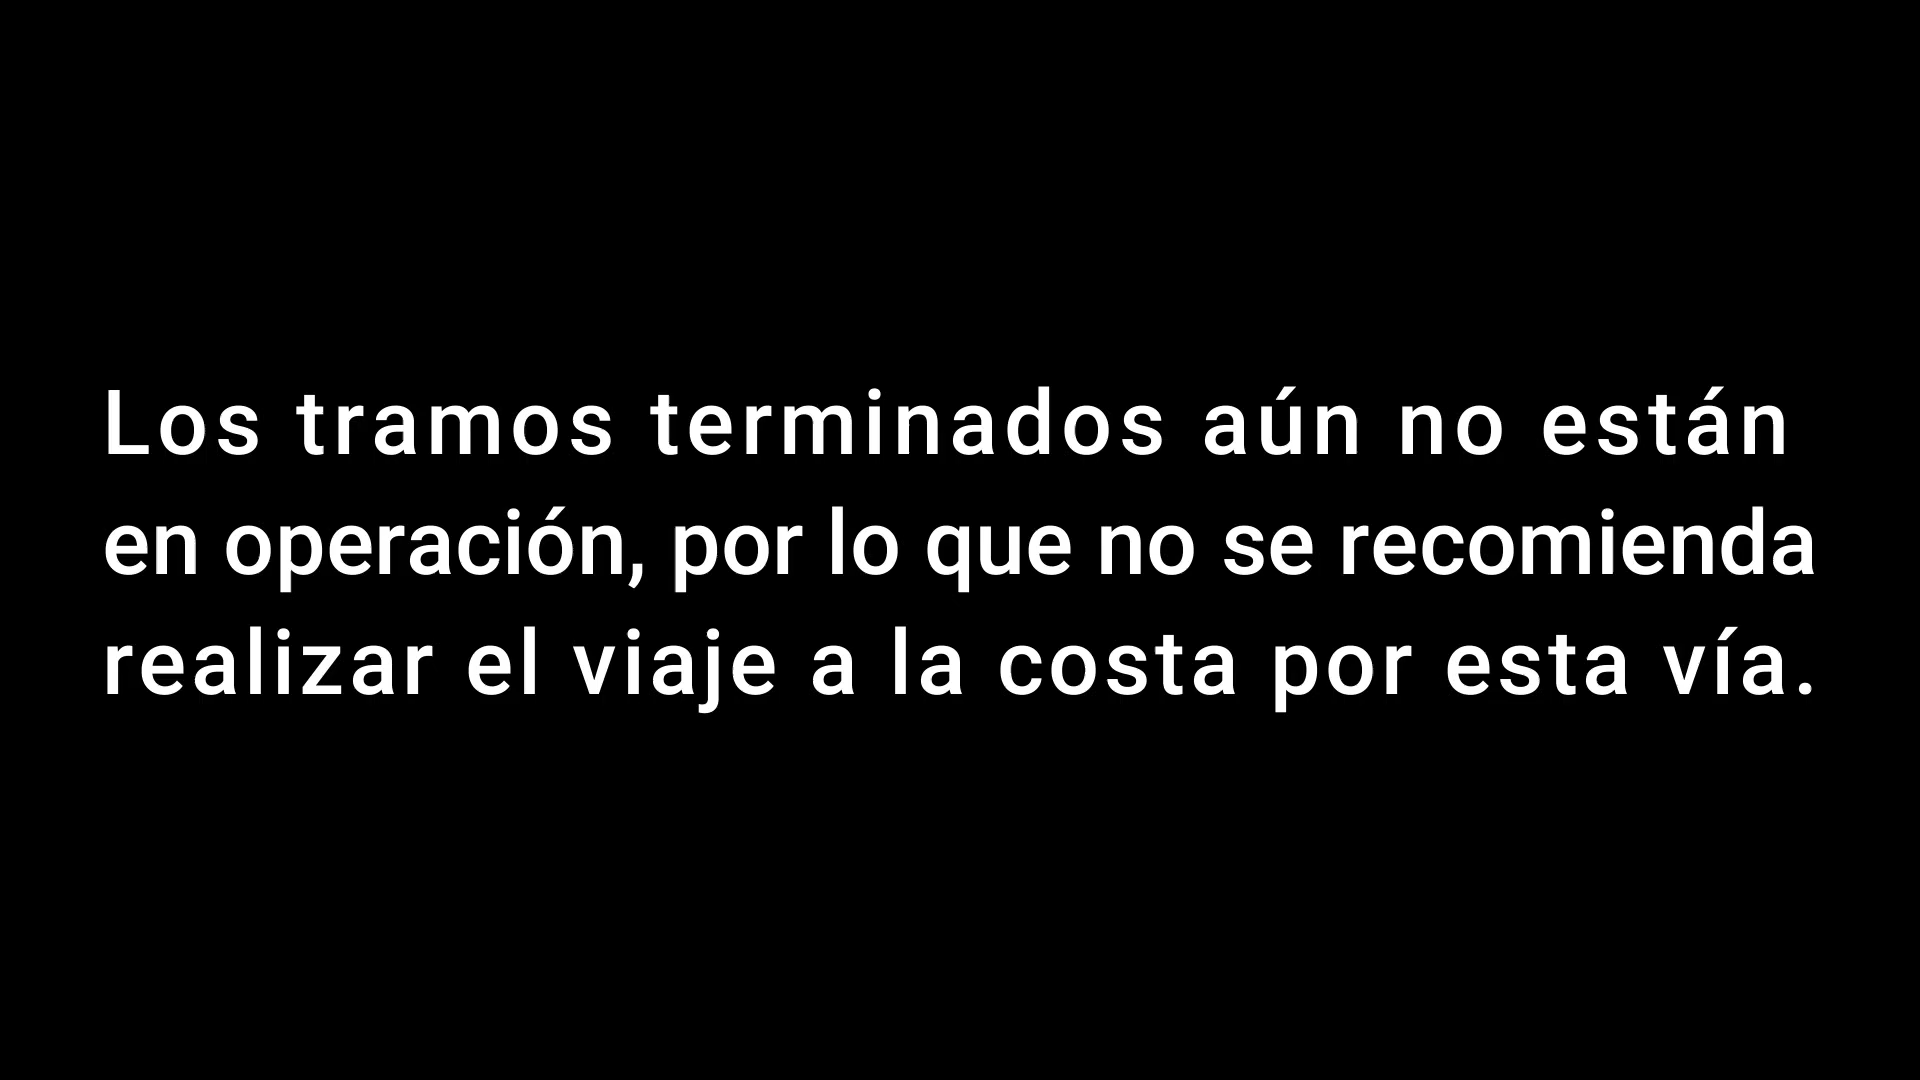 Los tramos terminados aún no están
en operación, por lo que no se recomienda
realizar el viaje a la costa por esta vía.